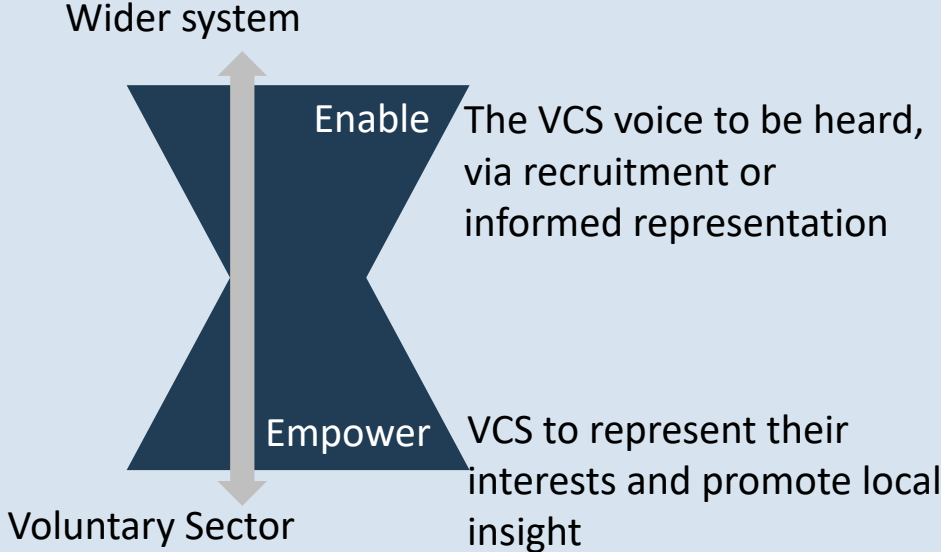 Wider system
Enable
The VCS voice to be heard,
via recruitment or
informed representation
Empower
VCS to represent their
interests and promote local
insight
Voluntary Sector